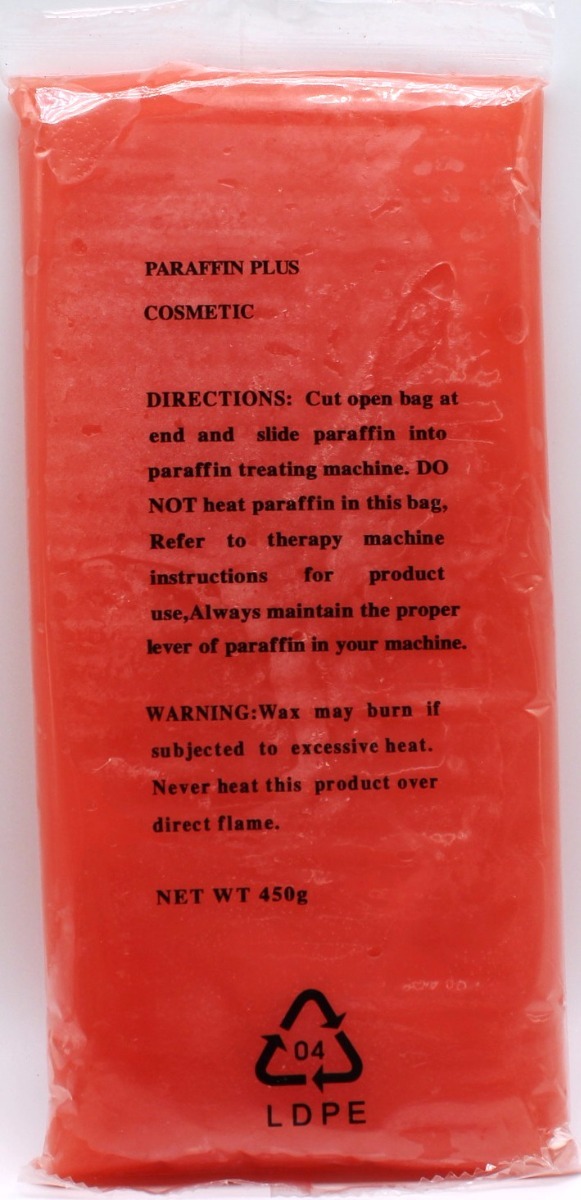 PARAFFIN PLUS
COSMETIC
DIRECTIONS: Cut open bag at
end and slide paraffin into
paraffin treating machine. DO
NOT heat paraffin in this bag,
Refer to therapy machine
instructions for product
use,Always maintain the proper
lever of paraffin in your machine.
WARNING:Wax may burn if
subjected to excessive heat.
Never heat this product over
direct flame.
NET WT 450g
04
LDPE